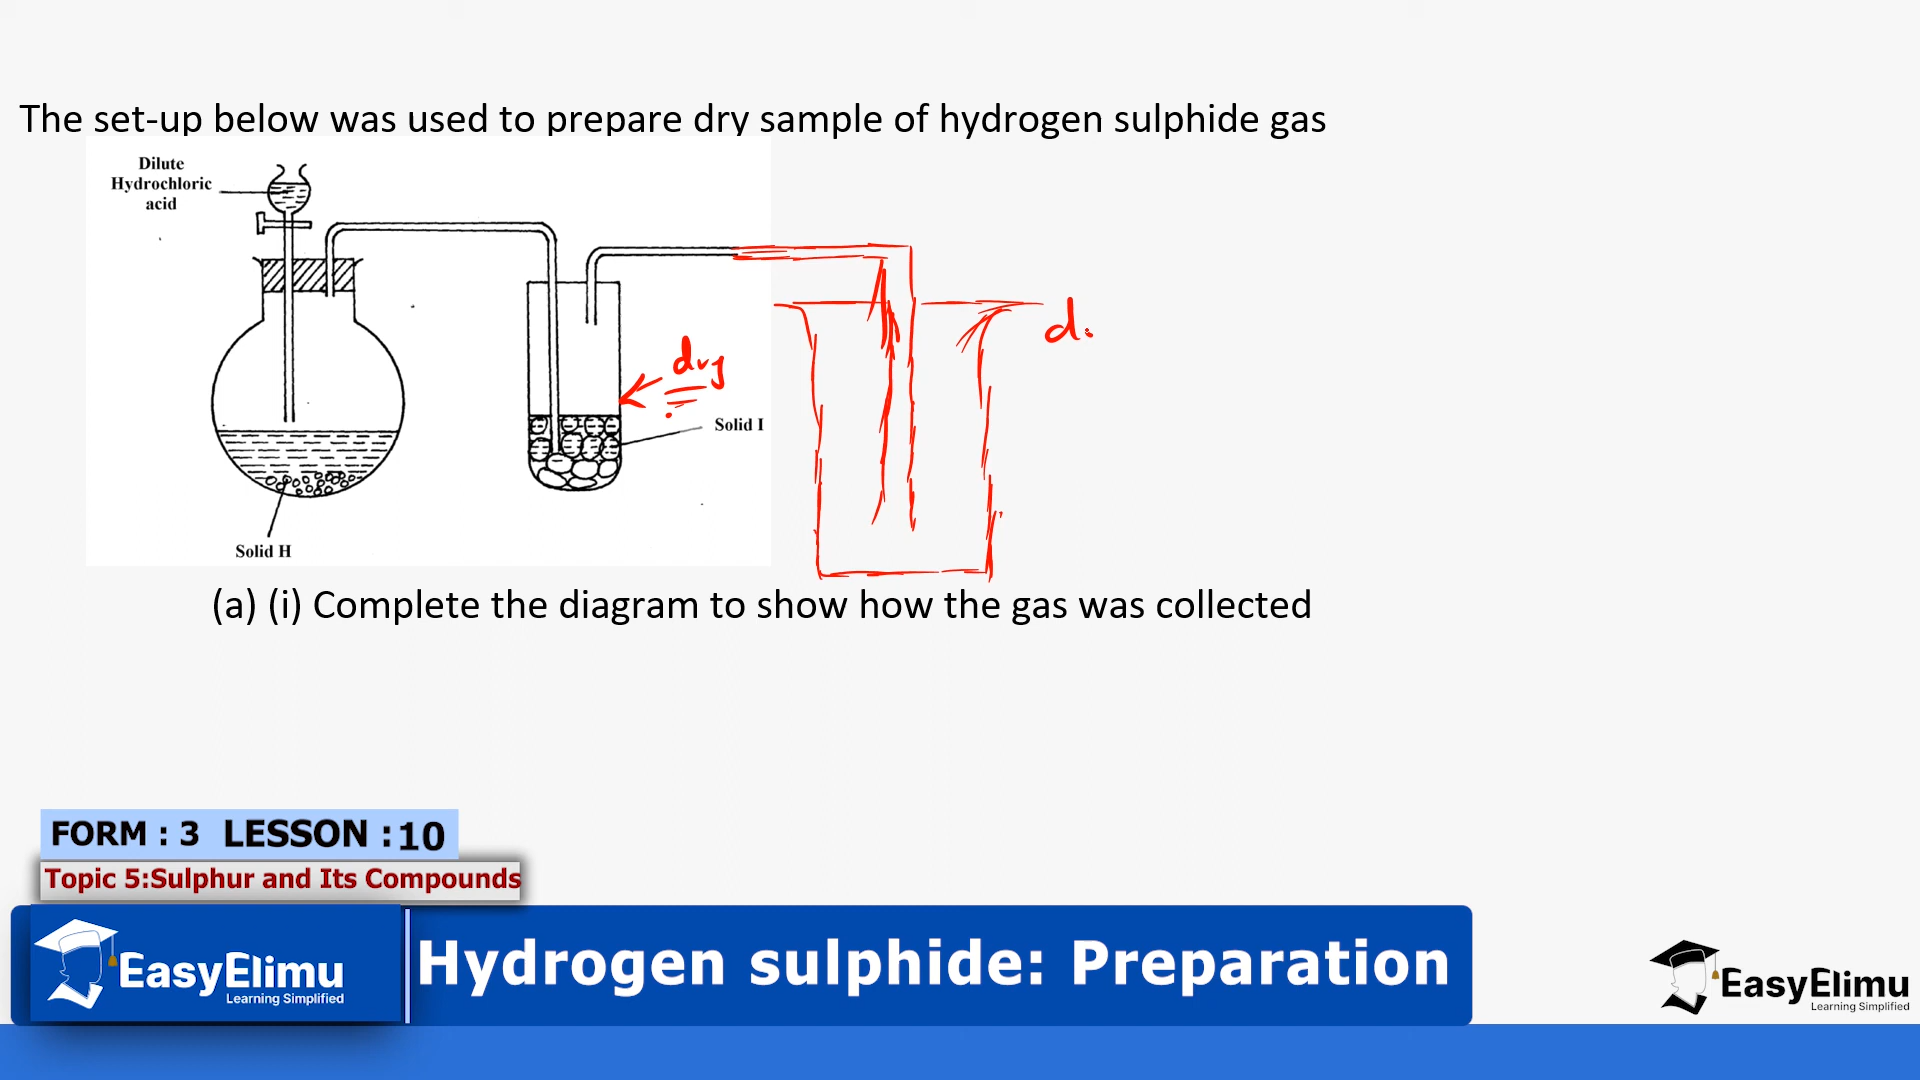 The set-up below was used to prepare dry sample of hydrogen sulphide gas
Dilute
Hydrochloric
acid
dry
Solid I
d.
Solid H
(a) (i) Complete the diagram to show how the gas was collected
FORM : 3 LESSON :10
Topic 5:Sulphur and Its Compounds
EasyElimu
Learning Simplified
Hydrogen sulphide: Preparation
EasyElimu
Learning Simplified